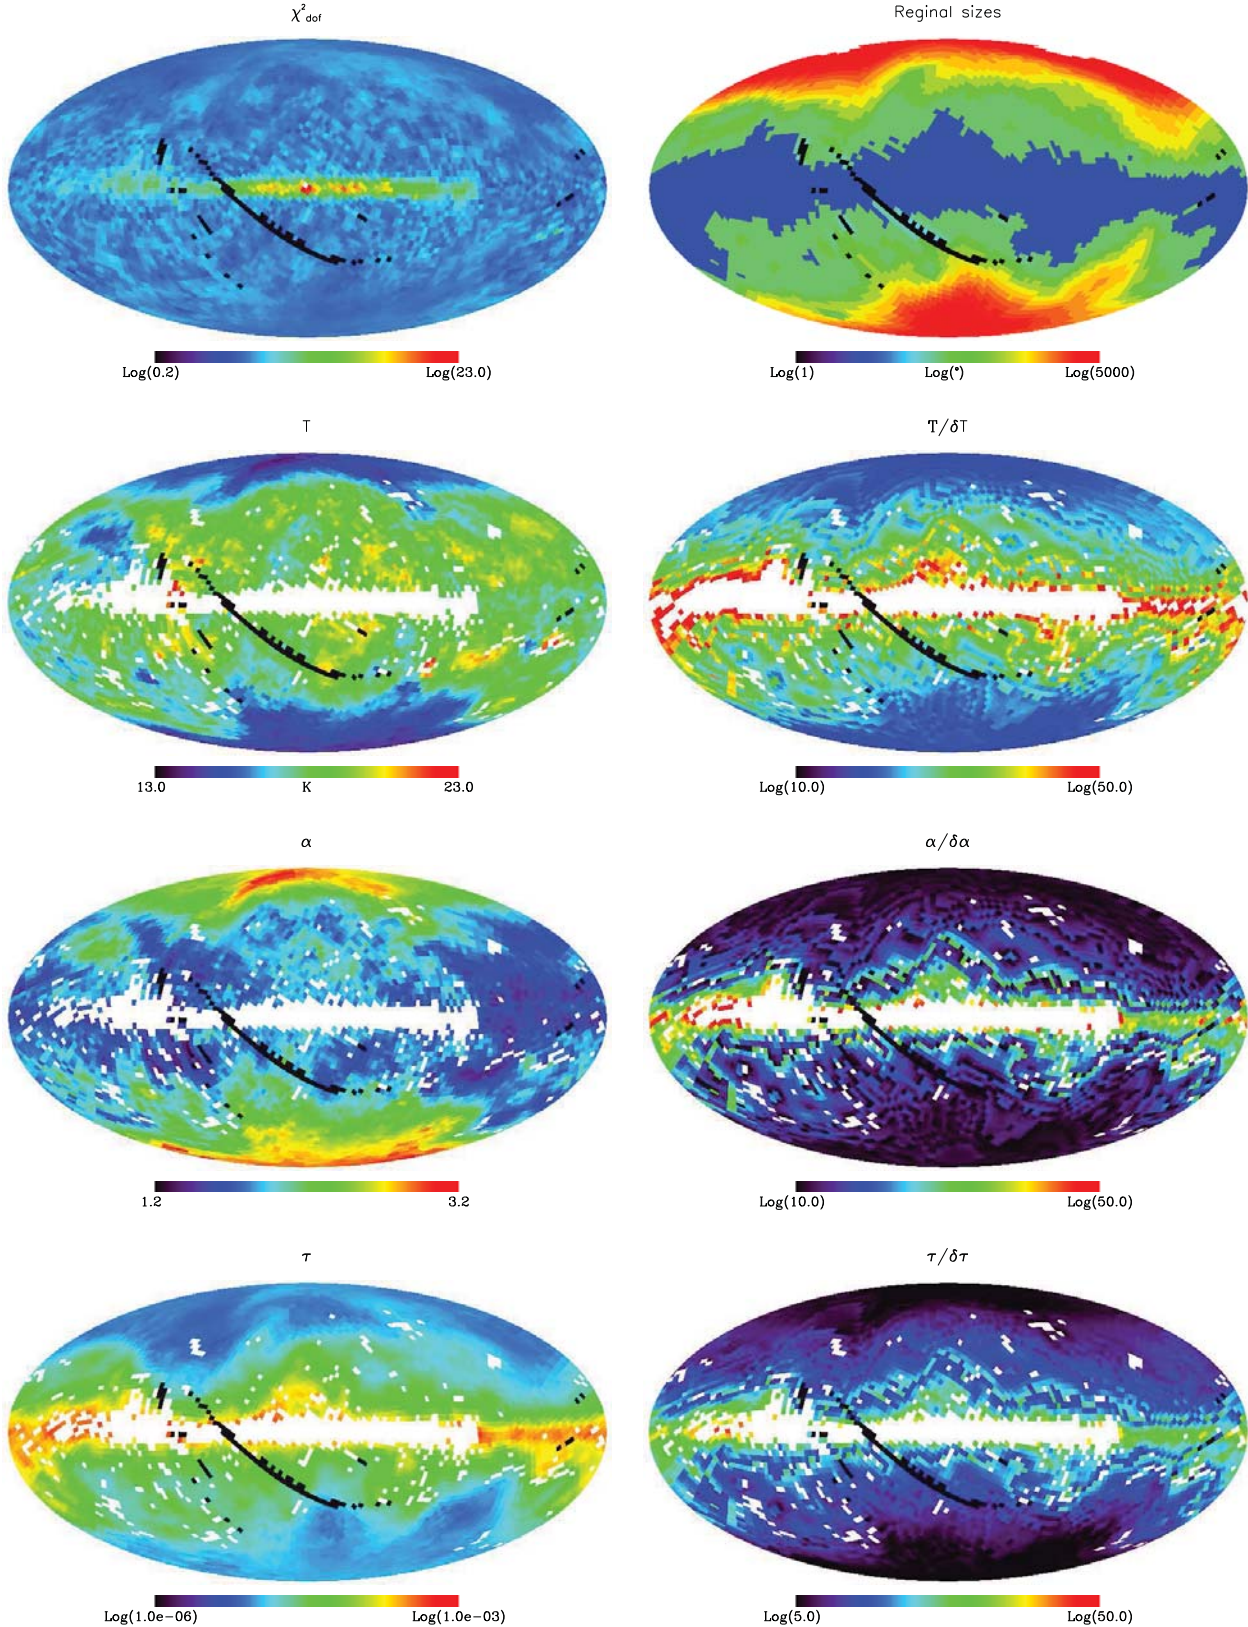 χ²dof
Reginal sizes
Log(0.2) Log(23.0)
Log(1) Log(°) Log(5000)
T
T/δT
13.0 K 23.0
Log(10.0) Log(50.0)
α
α/δα
1.2 3.2
Log(10.0) Log(50.0)
τ
τ/δτ
Log(1.0e-06) Log(1.0e-03)
Log(5.0) Log(50.0)